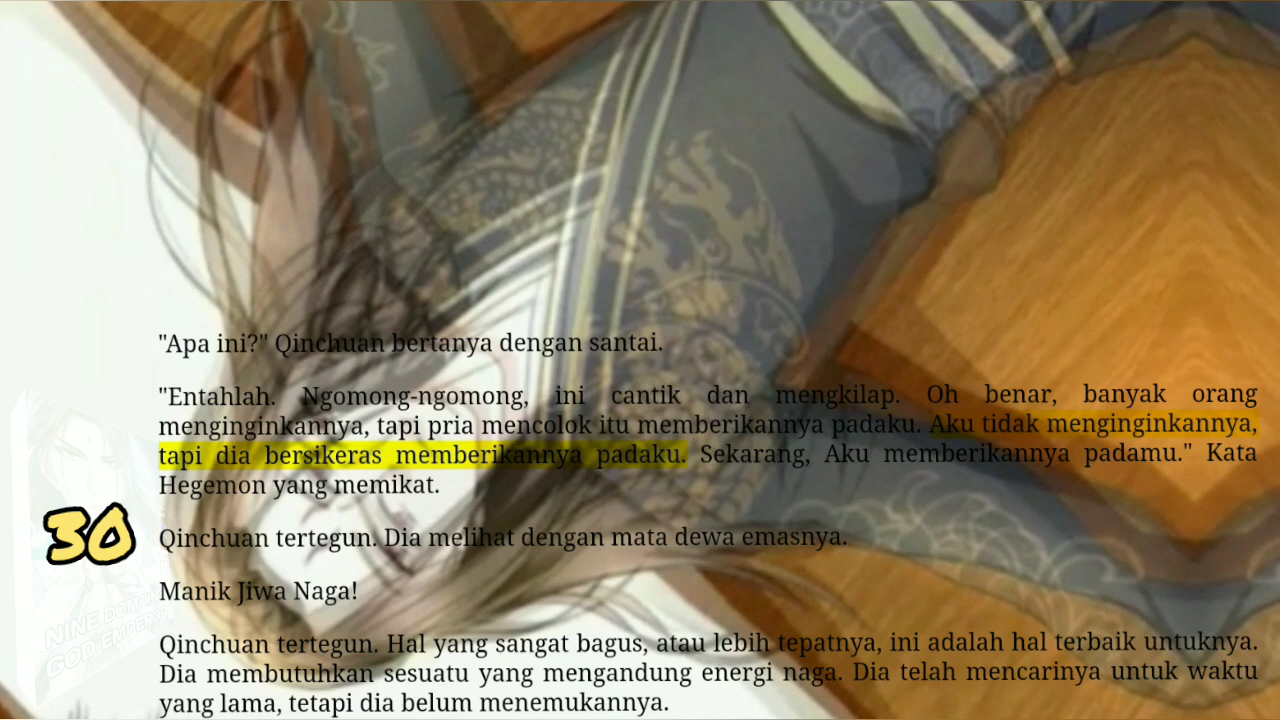 "Apa ini?" Qinchuan bertanya dengan santai.
"Entahlah. Ngomong-ngomong, ini cantik dan mengkilap. Oh benar, banyak orang
menginginkannya, tapi pria mencolok itu memberikannya padaku. Aku tidak menginginkannya,
tapi dia bersikeras memberikannya padaku. Sekarang, Aku memberikannya padamu." Kata
Hegemon yang memikat.
30
Qinchuan tertegun. Dia melihat dengan mata dewa emasnya.
Manik Jiwa Naga!
NINE DOMAIN
GOD EMPEROR
Qinchuan tertegun. Hal yang sangat bagus, atau lebih tepatnya, ini adalah hal terbaik untuknya.
Dia membutuhkan sesuatu yang mengandung energi naga. Dia telah mencarinya untuk waktu
yang lama, tetapi dia belum menemukannya.